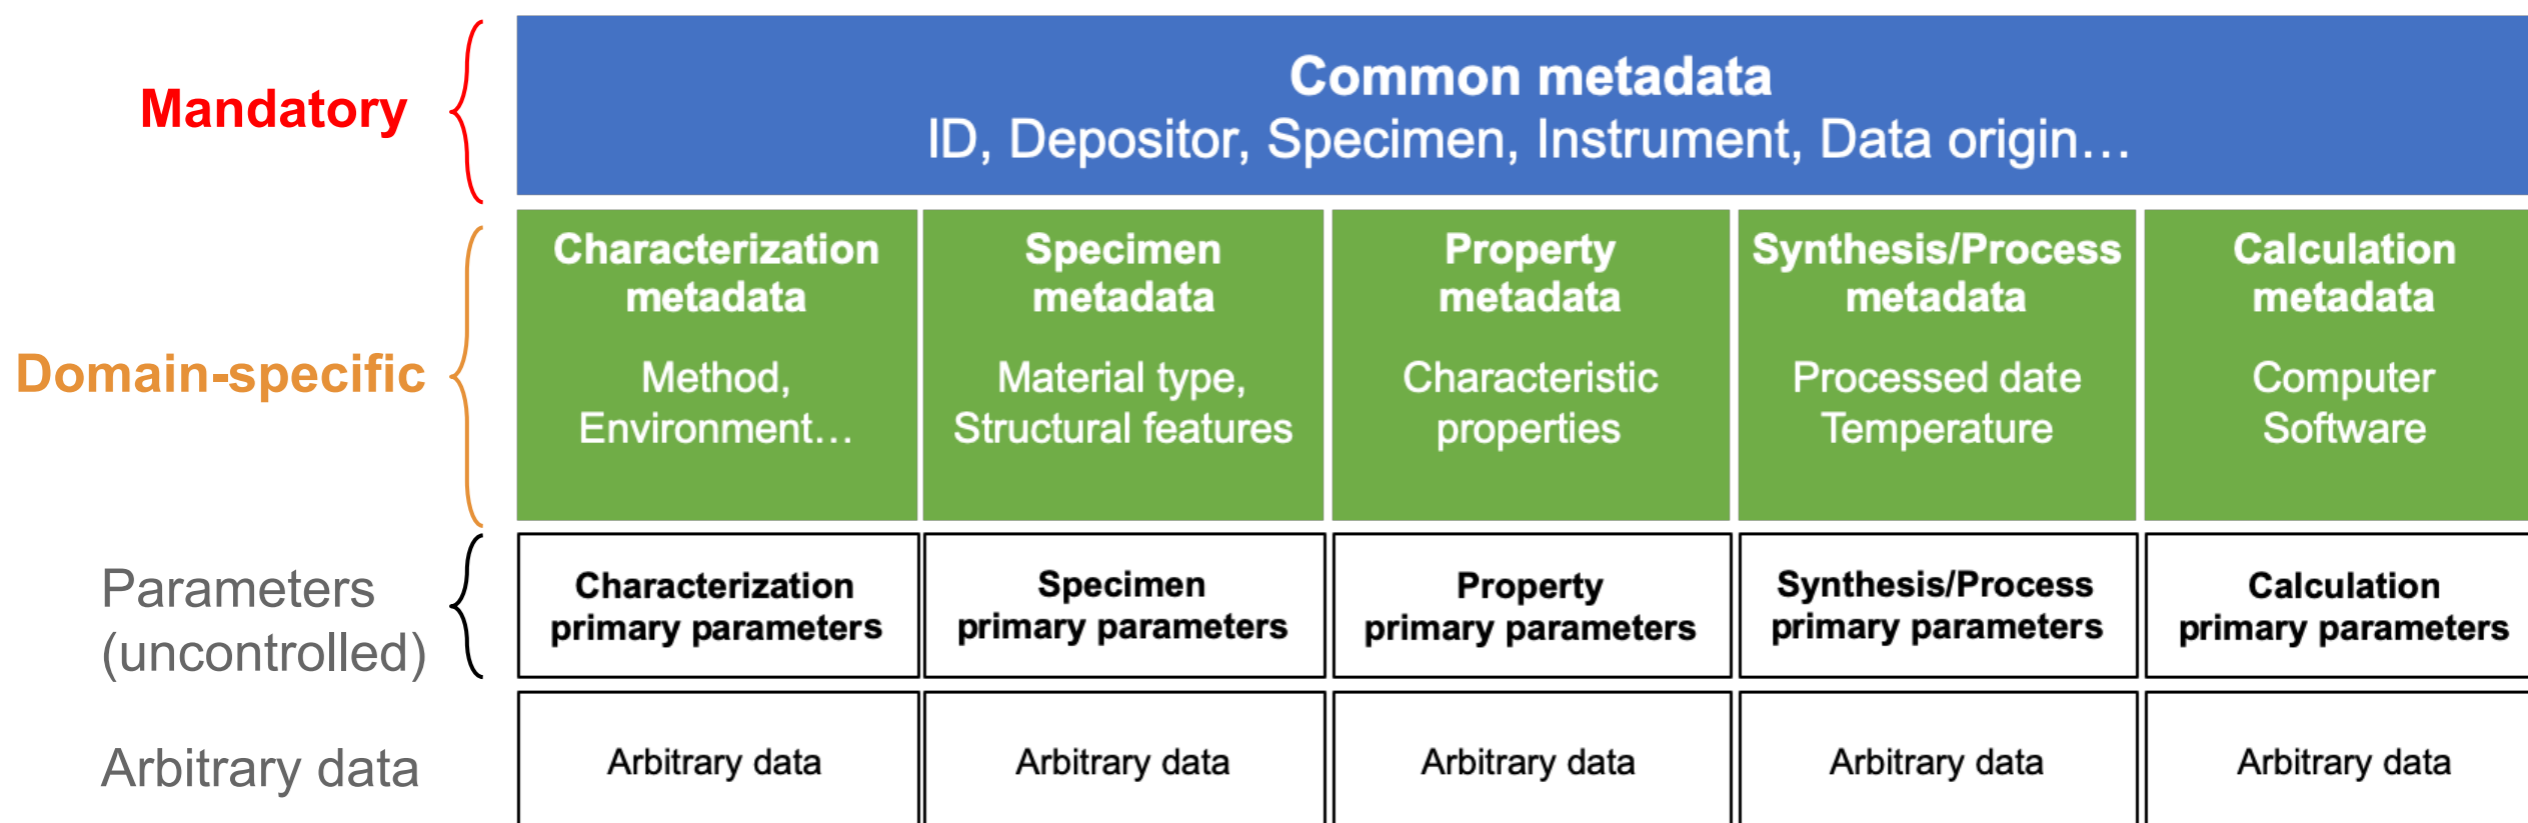 Mandatory
Common metadata
ID, Depositor, Specimen, Instrument, Data origin…
Domain-specific
Characterization
metadata
Method,
Environment…
Specimen
metadata
Material type,
Structural features
Property
metadata
Characteristic
properties
Synthesis/Process
metadata
Processed date
Temperature
Calculation
metadata
Computer
Software
Parameters
(uncontrolled)
Characterization
primary parameters
Specimen
primary parameters
Property
primary parameters
Synthesis/Process
primary parameters
Calculation
primary parameters
Arbitrary data
Arbitrary data
Arbitrary data
Arbitrary data
Arbitrary data
Arbitrary data